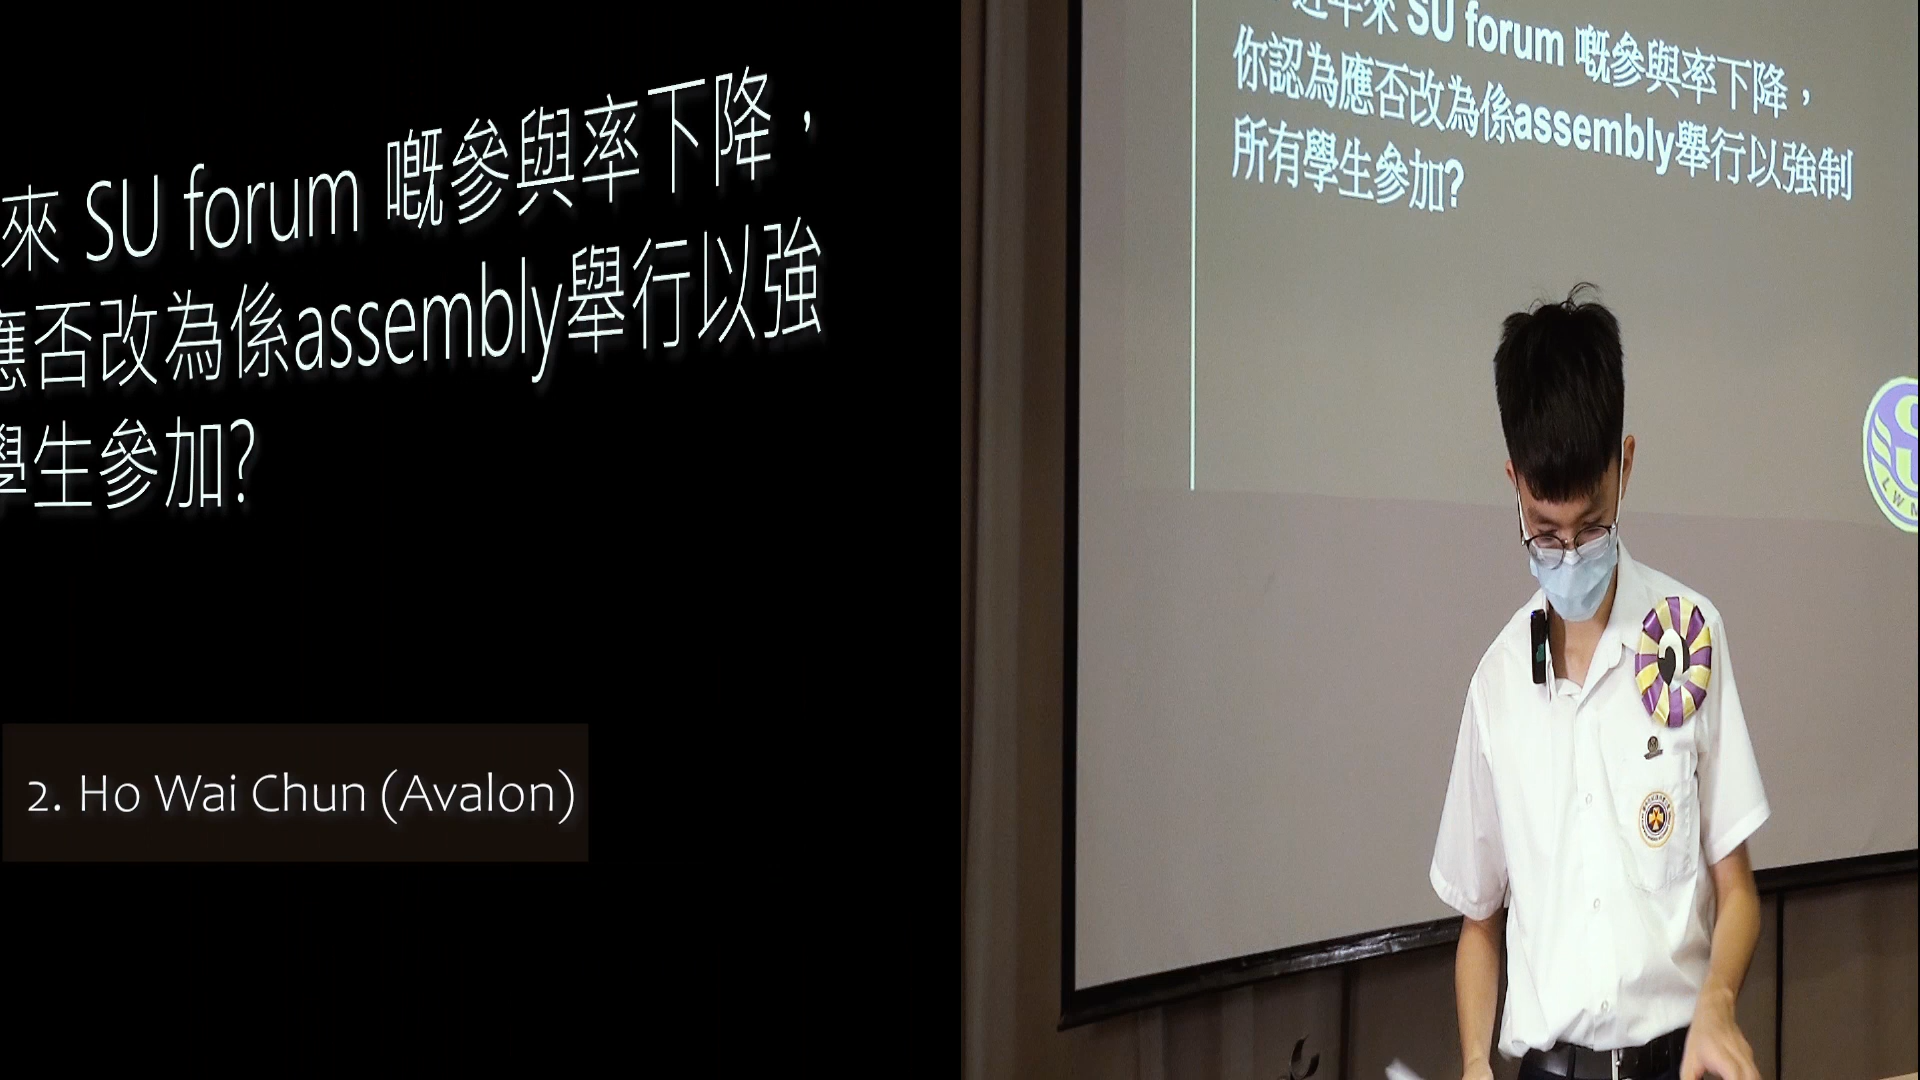 來 SU forum 嘅參與率下降，
應否改為係assembly舉行以強
學生參加?
2. Ho Wai Chun (Avalon)
近年來 SU forum 嘅參與率下降，
你認為應否改為係assembly舉行以強制
所有學生參加?
S
L W M